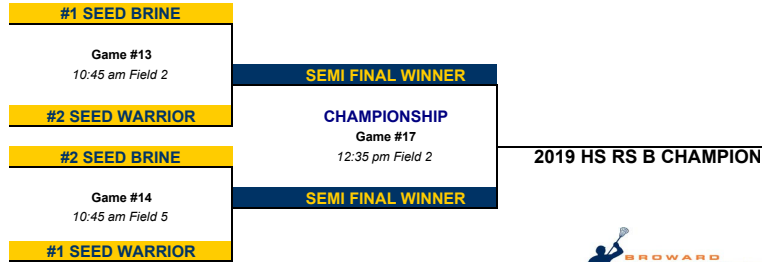 #1 SEED BRINE
Game #13
10:45 am Field 2
#2 SEED WARRIOR
#2 SEED BRINE
Game #14
10:45 am Field 5
#1 SEED WARRIOR
SEMI FINAL WINNER
CHAMPIONSHIP
Game #17
12:35 pm Field 2
SEMI FINAL WINNER
2019 HS RS B CHAMPION
BROWARD